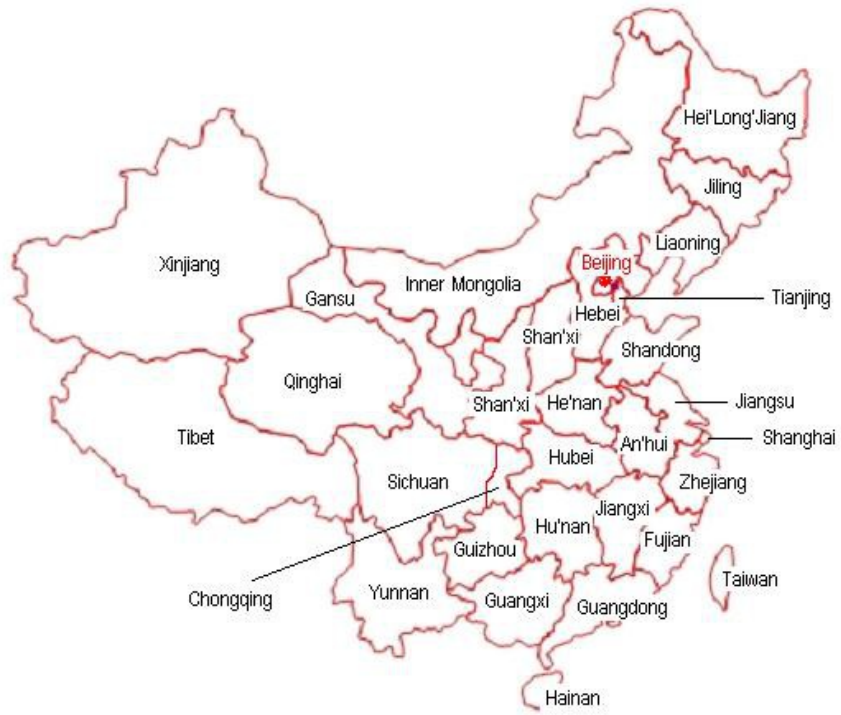 Hei'Long'Jiang
Jiling
Liaoning
Beijing
Xinjiang
Inner Mongolia
Gansu
Tianjing
Hebei
Shan'xi
Shandong
Qinghai
Shan'xi
He'nan
Jiangsu
Tibet
An'hui
Shanghai
Hubei
Sichuan
Zhejiang
Jiangxi
Hu'nan
Fujian
Guizhou
Taiwan
Yunnan
Chongqing
Guangxi
Guangdong
Hainan